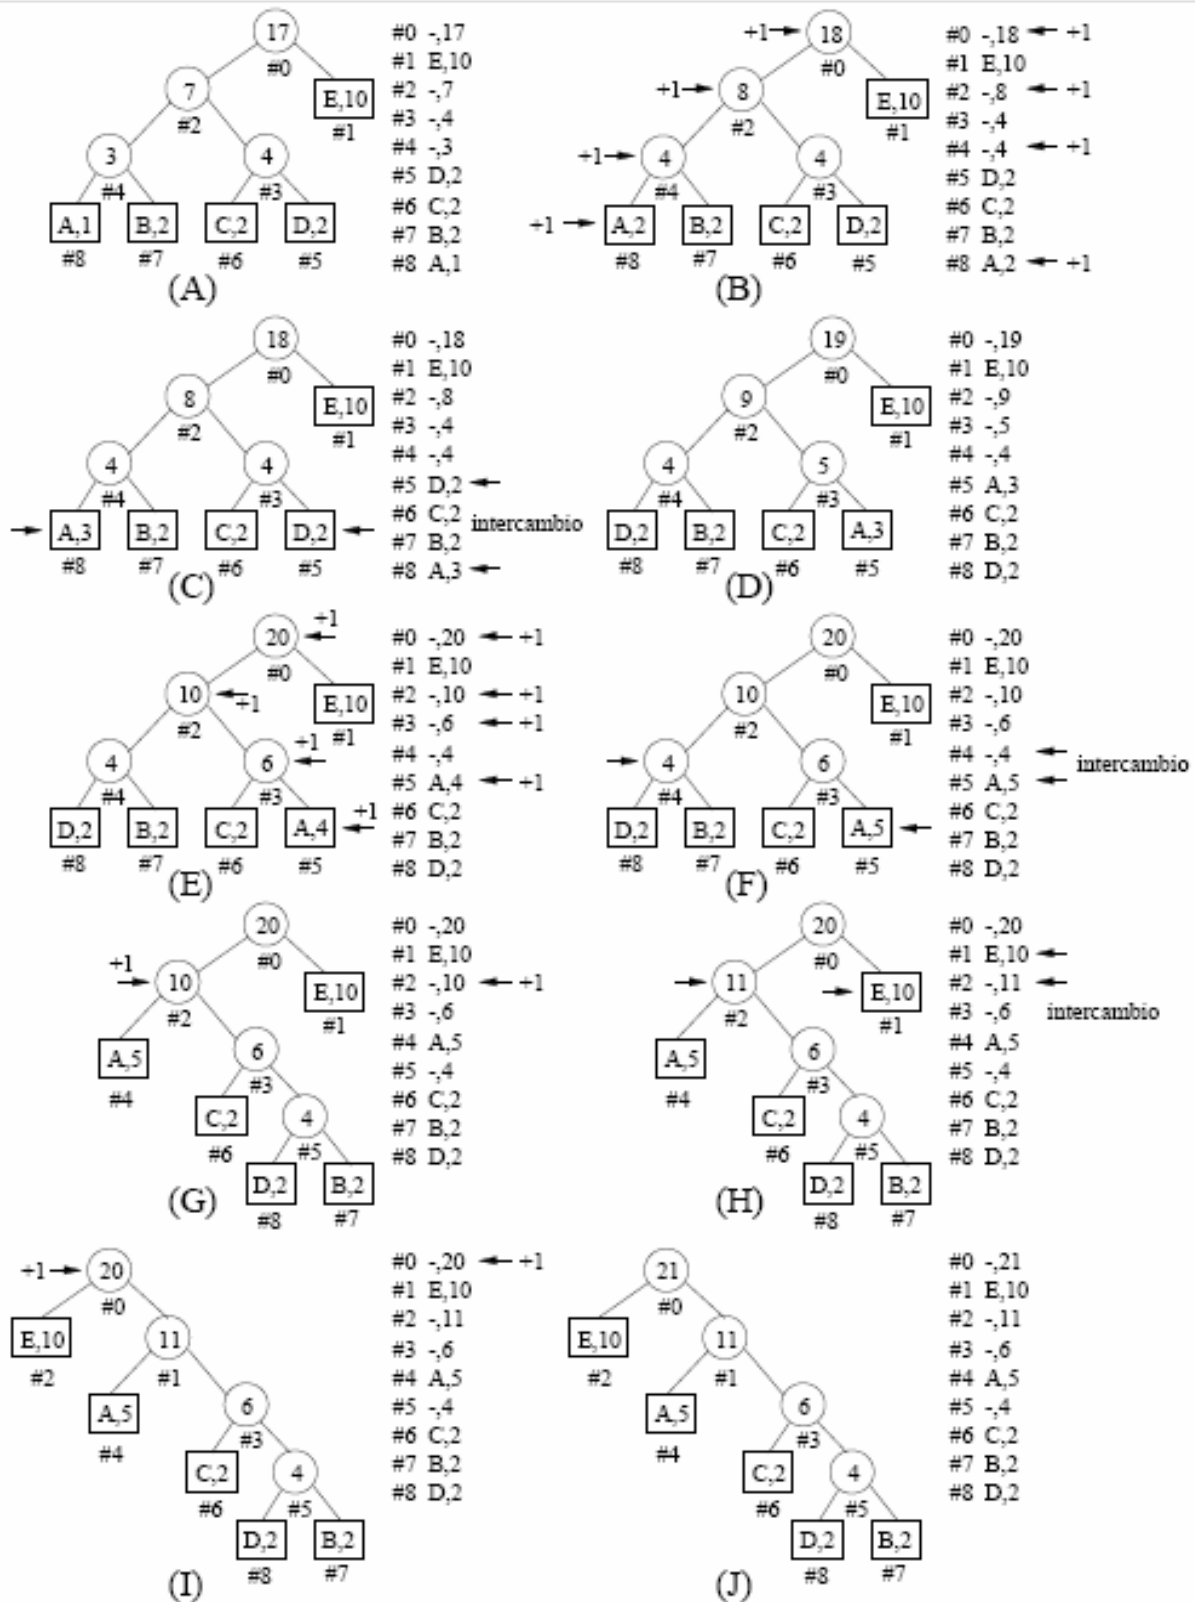 17
#0
7
E,10
#2
#1
3
4
#4
#3
A,1
B,2
C,2
D,2
#8
#7
#6
#5
(A)
#0 -,17
#1 E,10
#2 -,7
#3 -,4
#4 -,3
#5 D,2
#6 C,2
#7 B,2
#8 A,1
+1
18
#0
+1
8
E,10
#2
#1
+1
4
4
#4
#3
+1
A,2
B,2
C,2
D,2
#8
#7
#6
#5
(B)
#0 -,18 +1
#1 E,10
#2 -,8 +1
#3 -,4
#4 -,4 +1
#5 D,2
#6 C,2
#7 B,2
#8 A,2 +1
18
#0
8
E,10
#2
#1
4
4
#4
#3
A,3
B,2
C,2
D,2
#8
#7
#6
#5
(C)
#0 -,18
#1 E,10
#2 -,8
#3 -,4
#4 -,4
#5 D,2
#6 C,2 intercambio
#7 B,2
#8 A,3
19
#0
9
E,10
#2
#1
4
5
#4
#3
D,2
B,2
C,2
A,3
#8
#7
#6
#5
(D)
#0 -,19
#1 E,10
#2 -,9
#3 -,5
#4 -,4
#5 A,3
#6 C,2
#7 B,2
#8 D,2
+1
20
#0
10
+1
E,10
#2
#1
+1
4
6
#4
#3
+1
D,2
B,2
C,2
A,4
#8
#7
#6
#5
(E)
#0 -,20 +1
#1 E,10
#2 -,10 +1
#3 -,6 +1
#4 -,4
#5 A,4 +1
#6 C,2
#7 B,2
#8 D,2
20
#0
10
E,10
#2
#1
4
6
#4
#3
D,2
B,2
C,2
A,5
#8
#7
#6
#5
(F)
#0 -,20
#1 E,10
#2 -,10
#3 -,6
#4 -,4
intercambio
#5 A,5
#6 C,2
#7 B,2
#8 D,2
20
#0
+1
10
E,10
#2
#1
A,5
6
#4
#3
C,2
4
#6
#5
D,2
B,2
#8
#7
(G)
#0 -,20
#1 E,10
#2 -,10 +1
#3 -,6
#4 A,5
#5 -,4
#6 C,2
#7 B,2
#8 D,2
20
#0
11
E,10
#2
#1
A,5
6
#4
#3
C,2
4
#6
#5
D,2
B,2
#8
#7
(H)
#0 -,20
#1 E,10
#2 -,11
#3 -,6 intercambio
#4 A,5
#5 -,4
#6 C,2
#7 B,2
#8 D,2
+1
20
#0
E,10
11
#2
#1
A,5
6
#4
#3
C,2
4
#6
#5
D,2
B,2
#8
#7
(I)
#0 -,20 +1
#1 E,10
#2 -,11
#3 -,6
#4 A,5
#5 -,4
#6 C,2
#7 B,2
#8 D,2
21
#0
E,10
11
#2
#1
A,5
6
#4
#3
C,2
4
#6
#5
D,2
B,2
#8
#7
(J)
#0 -,21
#1 E,10
#2 -,11
#3 -,6
#4 A,5
#5 -,4
#6 C,2
#7 B,2
#8 D,2